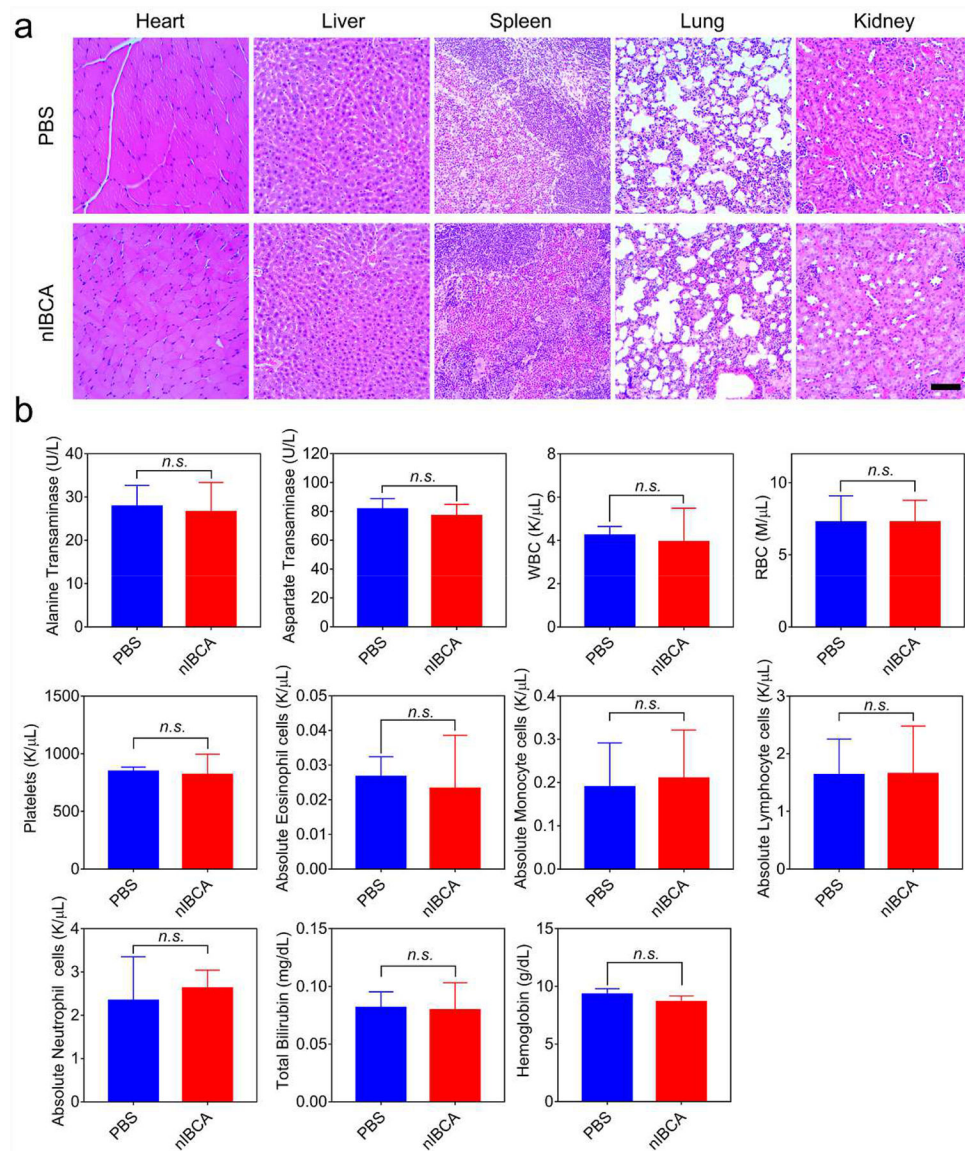 a
Heart Liver Spleen Lung Kidney
PBS
nIBCA
b
Alanine Transaminase (U/L)
40
30
20
10
0
n.s.
PBS
nIBCA
Aspartate Transaminase (U/L)
120
100
80
60
40
20
0
n.s.
PBS
nIBCA
WBC (K/μL)
8
6
4
2
0
n.s.
PBS
nIBCA
RBC (M/μL)
10
5
0
n.s.
PBS
nIBCA
Platelets (K/μL)
1500
1000
500
0
n.s.
PBS
nIBCA
Absolute Eosinophil cells (K/μL)
0.05
0.04
0.03
0.02
0.01
0.00
n.s.
PBS
nIBCA
Absolute Monocyte cells (K/μL)
0.4
0.3
0.2
0.1
0.0
n.s.
PBS
nIBCA
Absolute Lymphocyte cells (K/μL)
3
2
1
0
n.s.
PBS
nIBCA
Absolute Neutrophil cells (K/μL)
4
3
2
1
0
n.s.
PBS
nIBCA
Total Bilirubin (mg/dL)
0.15
0.10
0.05
0.00
n.s.
PBS
nIBCA
Hemoglobin (g/dL)
15
10
5
0
n.s.
PBS
nIBCA